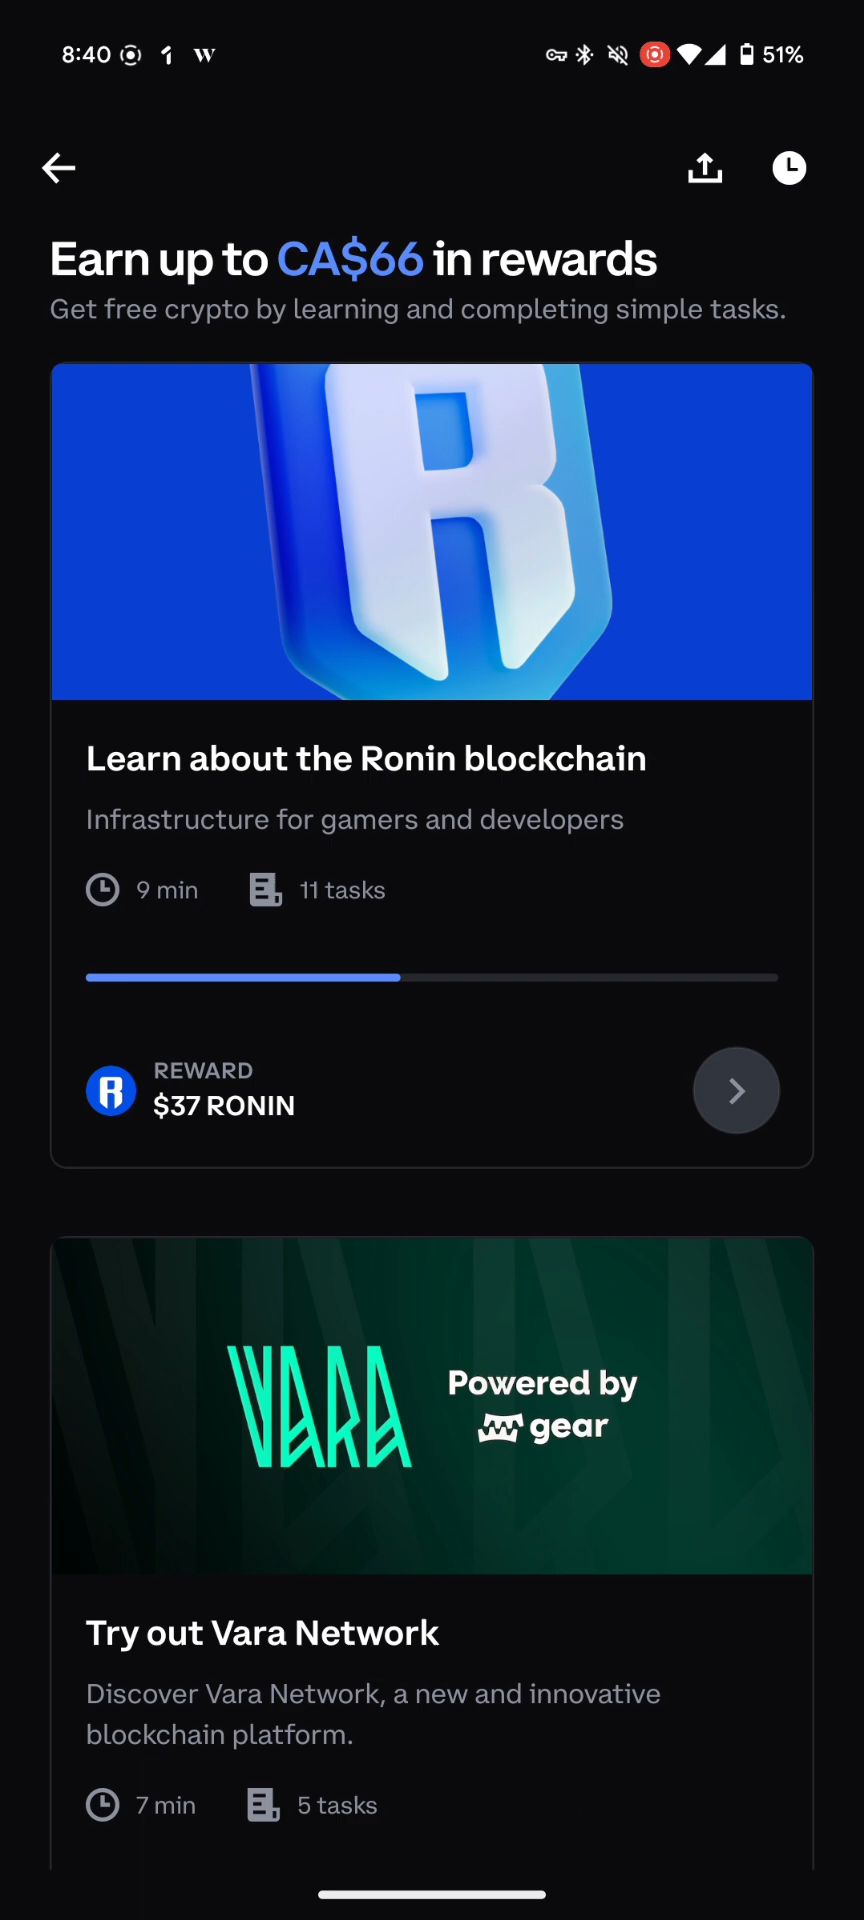 8:40
51%
Earn up to CA$66 in rewards
Get free crypto by learning and completing simple tasks.
Learn about the Ronin blockchain
Infrastructure for gamers and developers
9 min
11 tasks
REWARD
$37 RONIN
VARA
Powered by
gear
Try out Vara Network
Discover Vara Network, a new and innovative
blockchain platform.
7 min
5 tasks